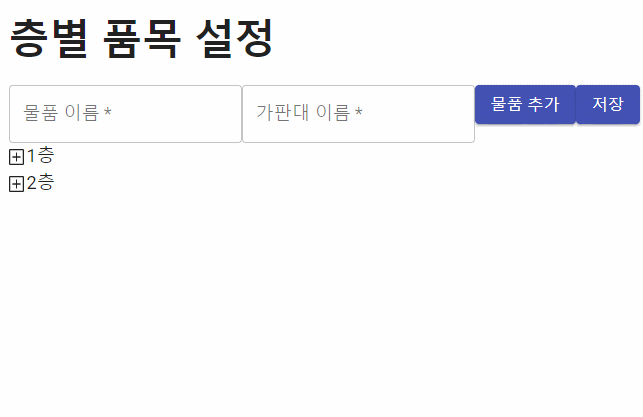 층별 품목 설정
물품 이름 * 가판대 이름 * 물품 추가 저장
1층
2층